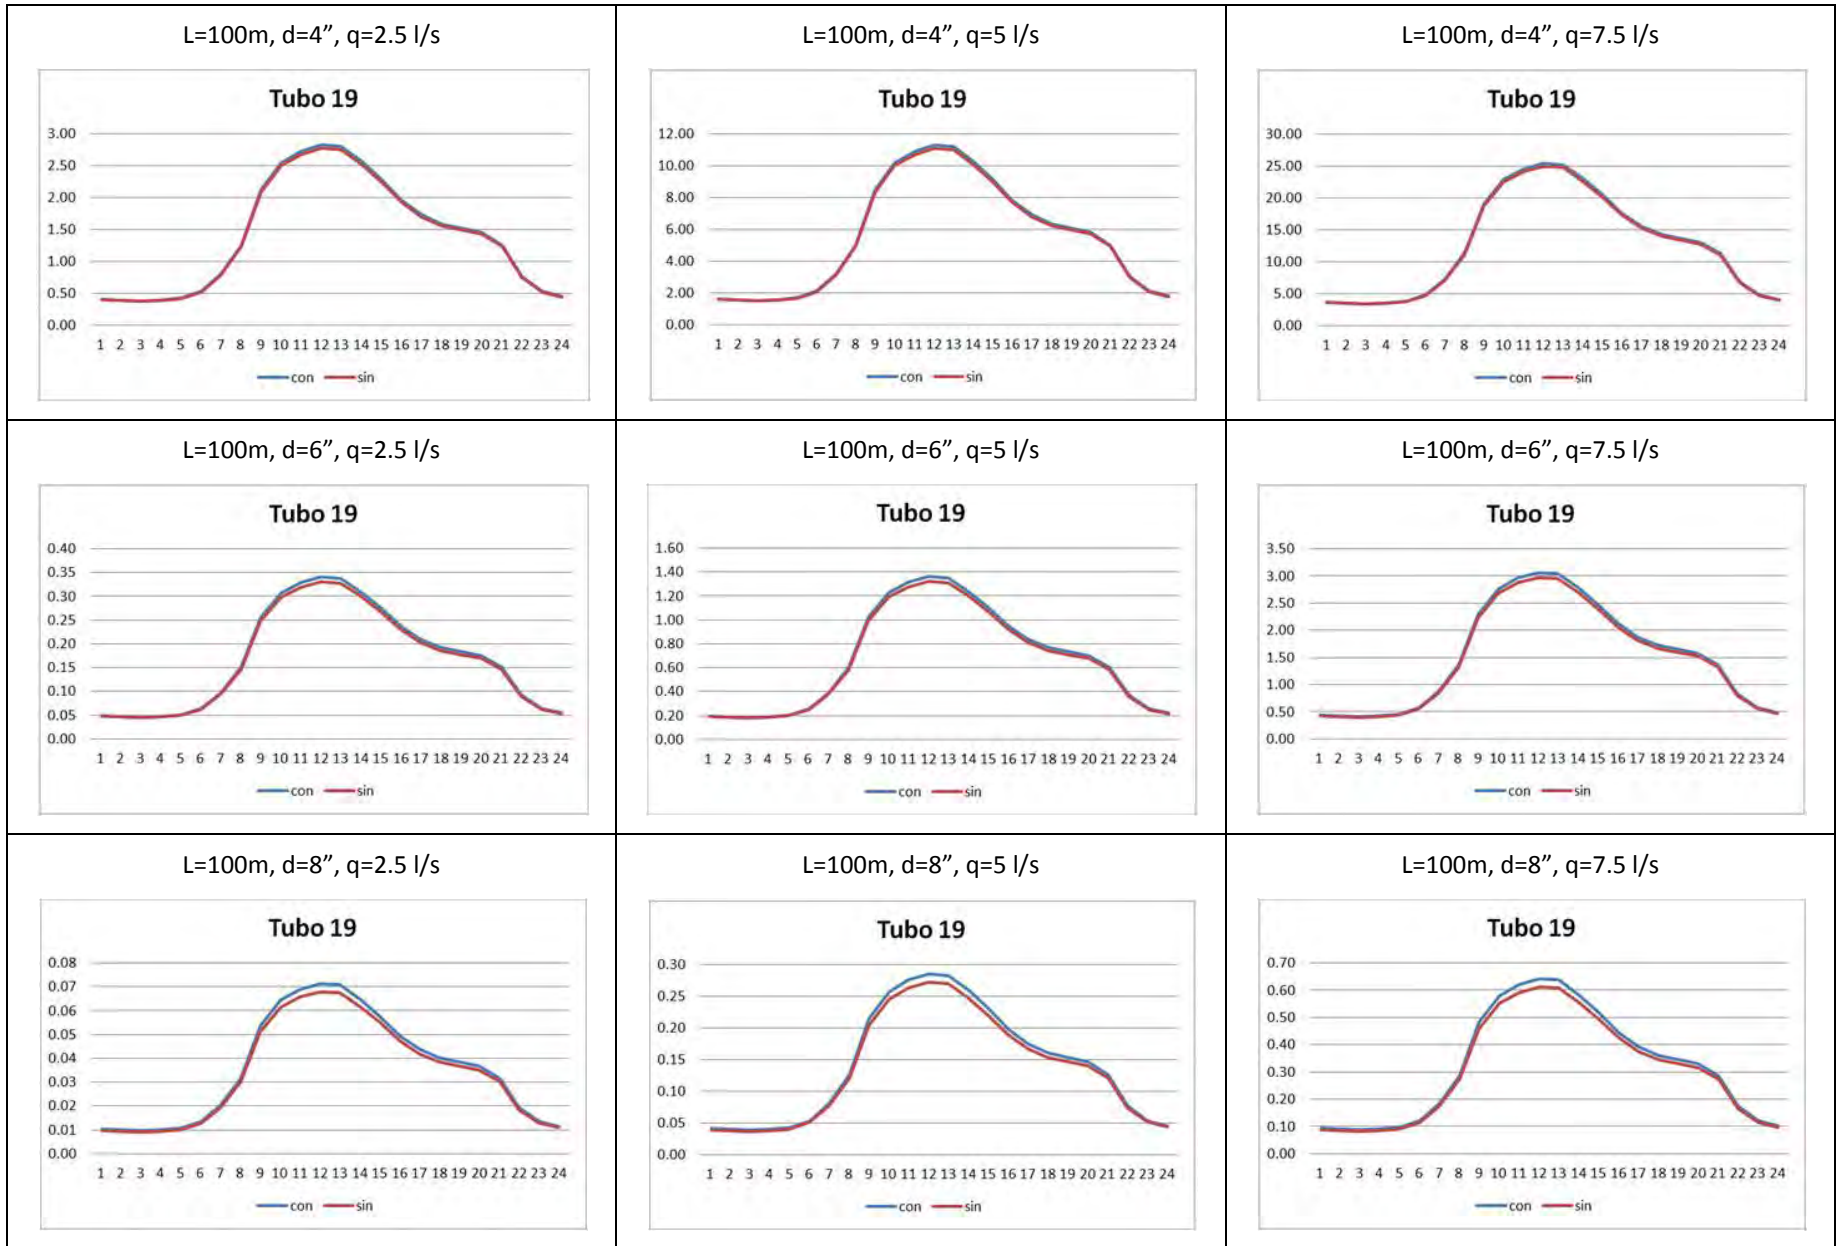 L=100m, d=4”, q=2.5 l/s
Tubo 19
3.00
2.50
2.00
1.50
1.00
0.50
0.00
1 2 3 4 5 6 7 8 9 10 11 12 13 14 15 16 17 18 19 20 21 22 23 24
con sin
L=100m, d=4”, q=5 l/s
Tubo 19
12.00
10.00
8.00
6.00
4.00
2.00
0.00
1 2 3 4 5 6 7 8 9 10 11 12 13 14 15 16 17 18 19 20 21 22 23 24
con sin
L=100m, d=4”, q=7.5 l/s
Tubo 19
30.00
25.00
20.00
15.00
10.00
5.00
0.00
1 2 3 4 5 6 7 8 9 10 11 12 13 14 15 16 17 18 19 20 21 22 23 24
con sin
L=100m, d=6”, q=2.5 l/s
Tubo 19
0.40
0.35
0.30
0.25
0.20
0.15
0.10
0.05
0.00
1 2 3 4 5 6 7 8 9 10 11 12 13 14 15 16 17 18 19 20 21 22 23 24
con sin
L=100m, d=6”, q=5 l/s
Tubo 19
1.60
1.40
1.20
1.00
0.80
0.60
0.40
0.20
0.00
1 2 3 4 5 6 7 8 9 10 11 12 13 14 15 16 17 18 19 20 21 22 23 24
con sin
L=100m, d=6”, q=7.5 l/s
Tubo 19
3.50
3.00
2.50
2.00
1.50
1.00
0.50
0.00
1 2 3 4 5 6 7 8 9 10 11 12 13 14 15 16 17 18 19 20 21 22 23 24
con sin
L=100m, d=8”, q=2.5 l/s
Tubo 19
0.08
0.07
0.06
0.05
0.04
0.03
0.02
0.01
0.00
1 2 3 4 5 6 7 8 9 10 11 12 13 14 15 16 17 18 19 20 21 22 23 24
con sin
L=100m, d=8”, q=5 l/s
Tubo 19
0.30
0.25
0.20
0.15
0.10
0.05
0.00
1 2 3 4 5 6 7 8 9 10 11 12 13 14 15 16 17 18 19 20 21 22 23 24
con sin
L=100m, d=8”, q=7.5 l/s
Tubo 19
0.70
0.60
0.50
0.40
0.30
0.20
0.10
0.00
1 2 3 4 5 6 7 8 9 10 11 12 13 14 15 16 17 18 19 20 21 22 23 24
con sin